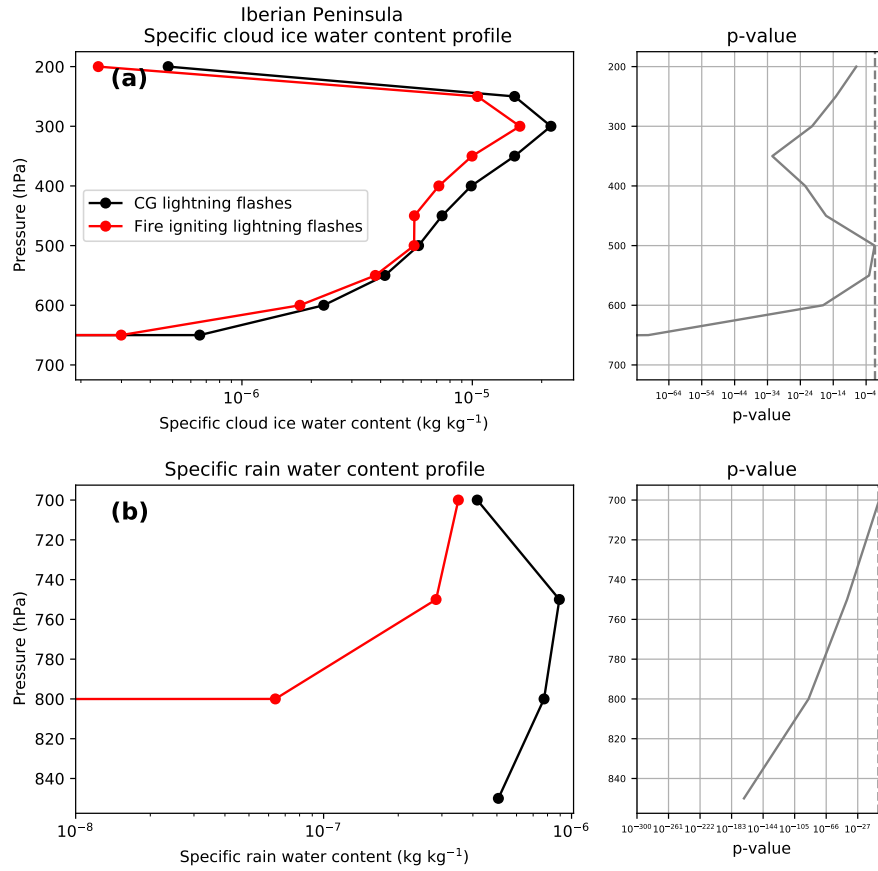 Iberian Peninsula
Specific cloud ice water content profile
p-value
(a)
200
300
400
500
600
700
Pressure (hPa)
CG lightning flashes
Fire igniting lightning flashes
10⁻⁶
10⁻⁵
Specific cloud ice water content (kg kg⁻¹)
200
300
400
500
600
700
10⁻⁶⁴ 10⁻⁵⁴ 10⁻⁴⁴ 10⁻³⁴ 10⁻²⁴ 10⁻¹⁴ 10⁻⁴
p-value
Specific rain water content profile
p-value
(b)
700
720
740
760
780
800
820
840
Pressure (hPa)
10⁻⁸
10⁻⁷
10⁻⁶
Specific rain water content (kg kg⁻¹)
700
720
740
760
780
800
820
840
10⁻³⁰⁰ 10⁻²⁶¹ 10⁻²²² 10⁻¹⁸³ 10⁻¹⁴⁴ 10⁻¹⁰⁵ 10⁻⁶⁶ 10⁻²⁷
p-value